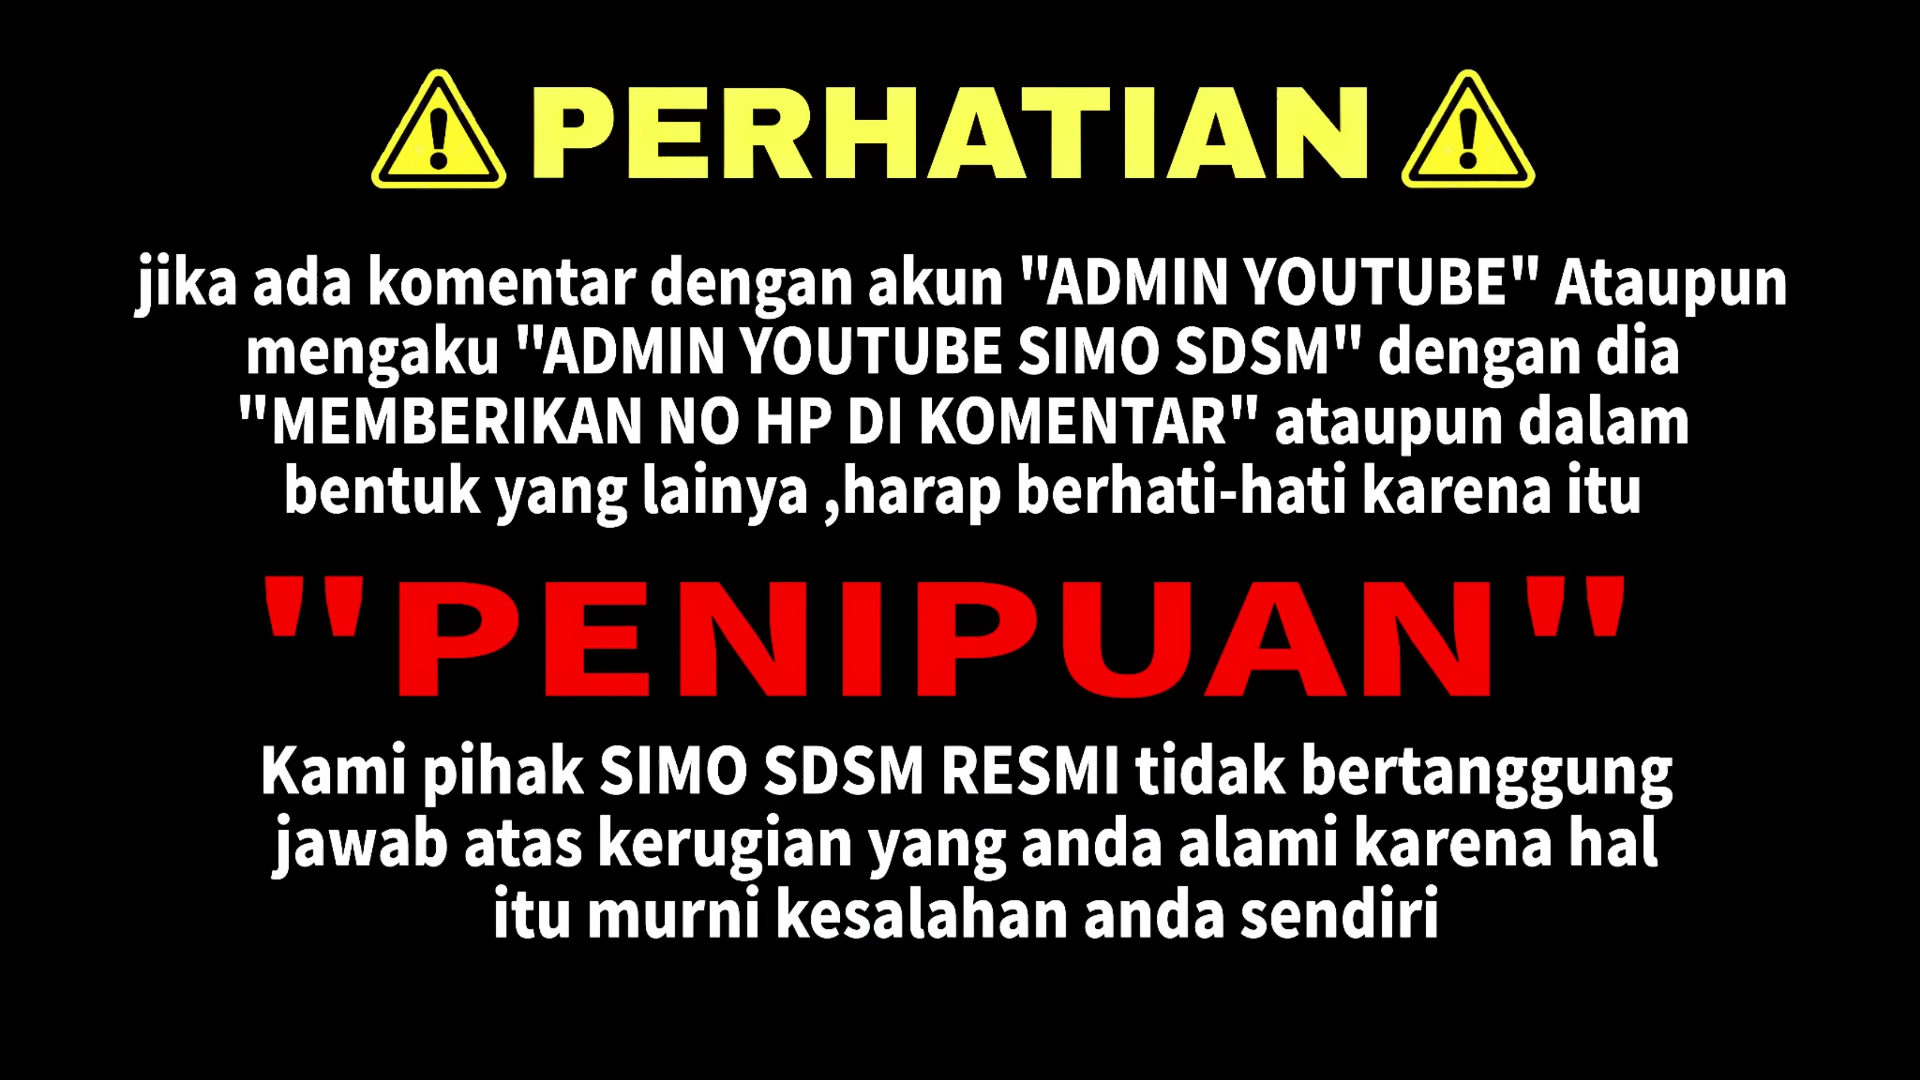 PERHATIAN
jika ada komentar dengan akun "ADMIN YOUTUBE" Ataupun
mengaku "ADMIN YOUTUBE SIMO SDSM" dengan dia
"MEMBERIKAN NO HP DI KOMENTAR" ataupun dalam
bentuk yang lainya ,harap berhati-hati karena itu
"PENIPUAN"
Kami pihak SIMO SDSM RESMI tidak bertanggung
jawab atas kerugian yang anda alami karena hal
itu murni kesalahan anda sendiri